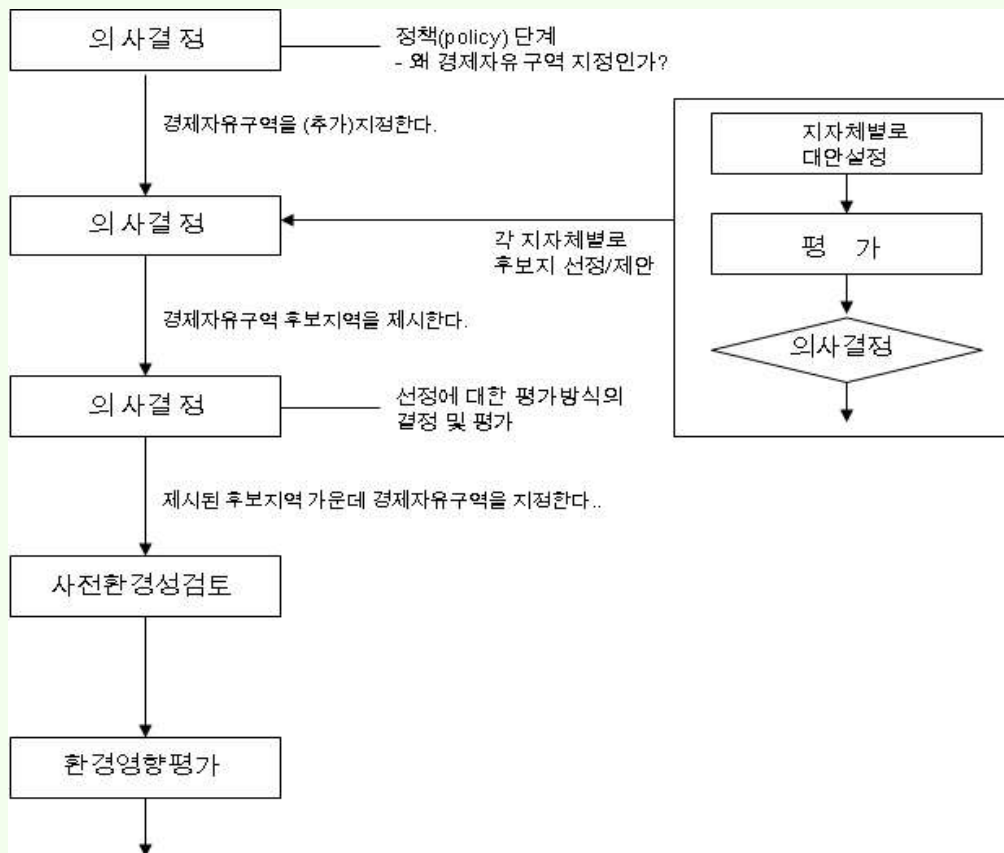 의사결정
정책(policy) 단계
- 왜 경제자유구역 지정인가?
경제자유구역을 (추가)지정한다.
지자체별로
대안설정
의사결정
각 지자체별로
후보지 선정/제안
평 가
경제자유구역 후보지역을 제시한다.
의사결정
의사결정
선정에 대한 평가방식의
결정 및 평가
제시된 후보지역 가운데 경제자유구역을 지정한다..
사전환경성검토
환경영향평가